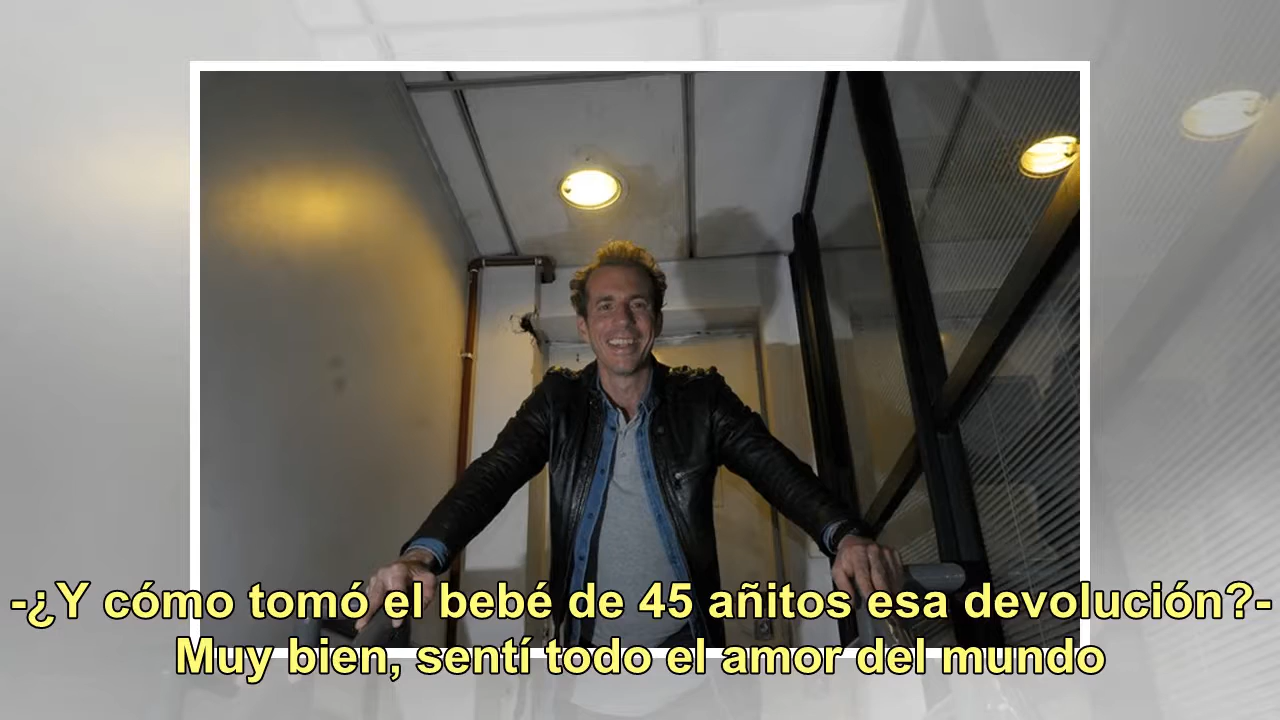 -¿Y cómo tomó el bebé de 45 añitos esa devolución?-
Muy bien, sentí todo el amor del mundo